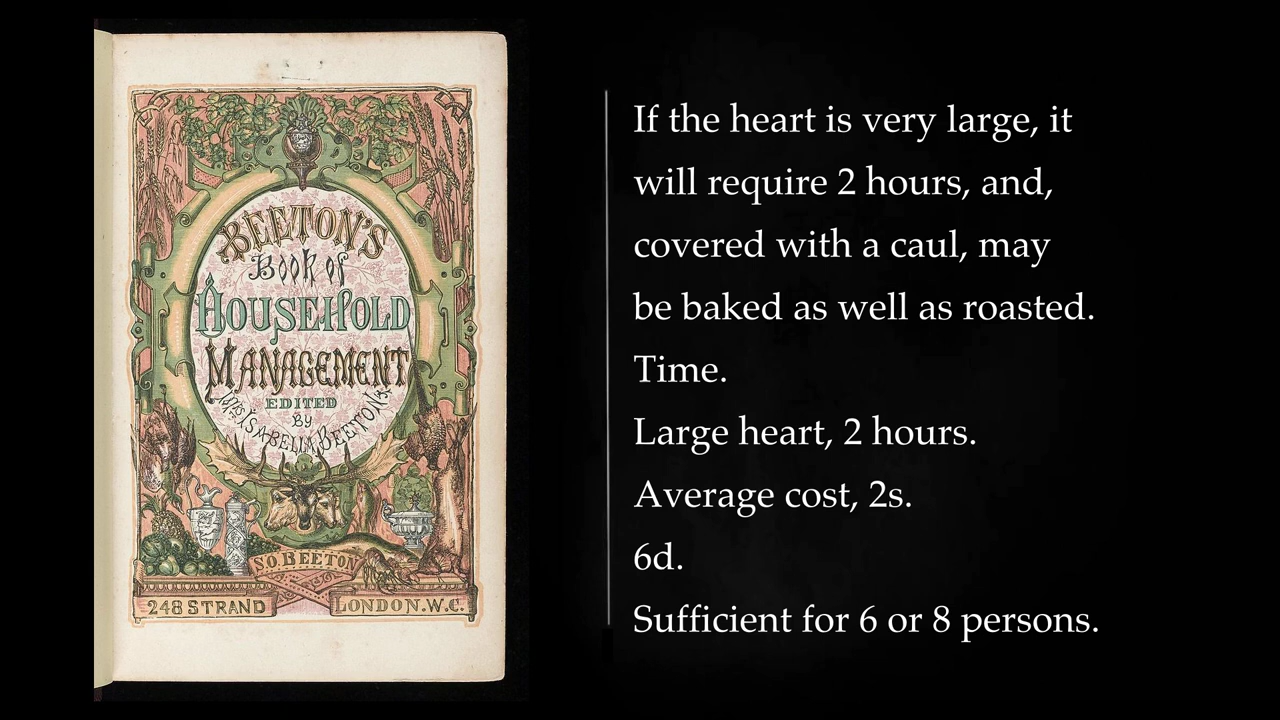 BEETON'S
Book of
HOUSEHOLD
MANAGEMENT
EDITED
BY
MRS ISABELLA BEETON
S.O. BEETON
248 STRAND
LONDON.W.C.
If the heart is very large, it
will require 2 hours, and,
covered with a caul, may
be baked as well as roasted.
Time.
Large heart, 2 hours.
Average cost, 2s.
6d.
Sufficient for 6 or 8 persons.